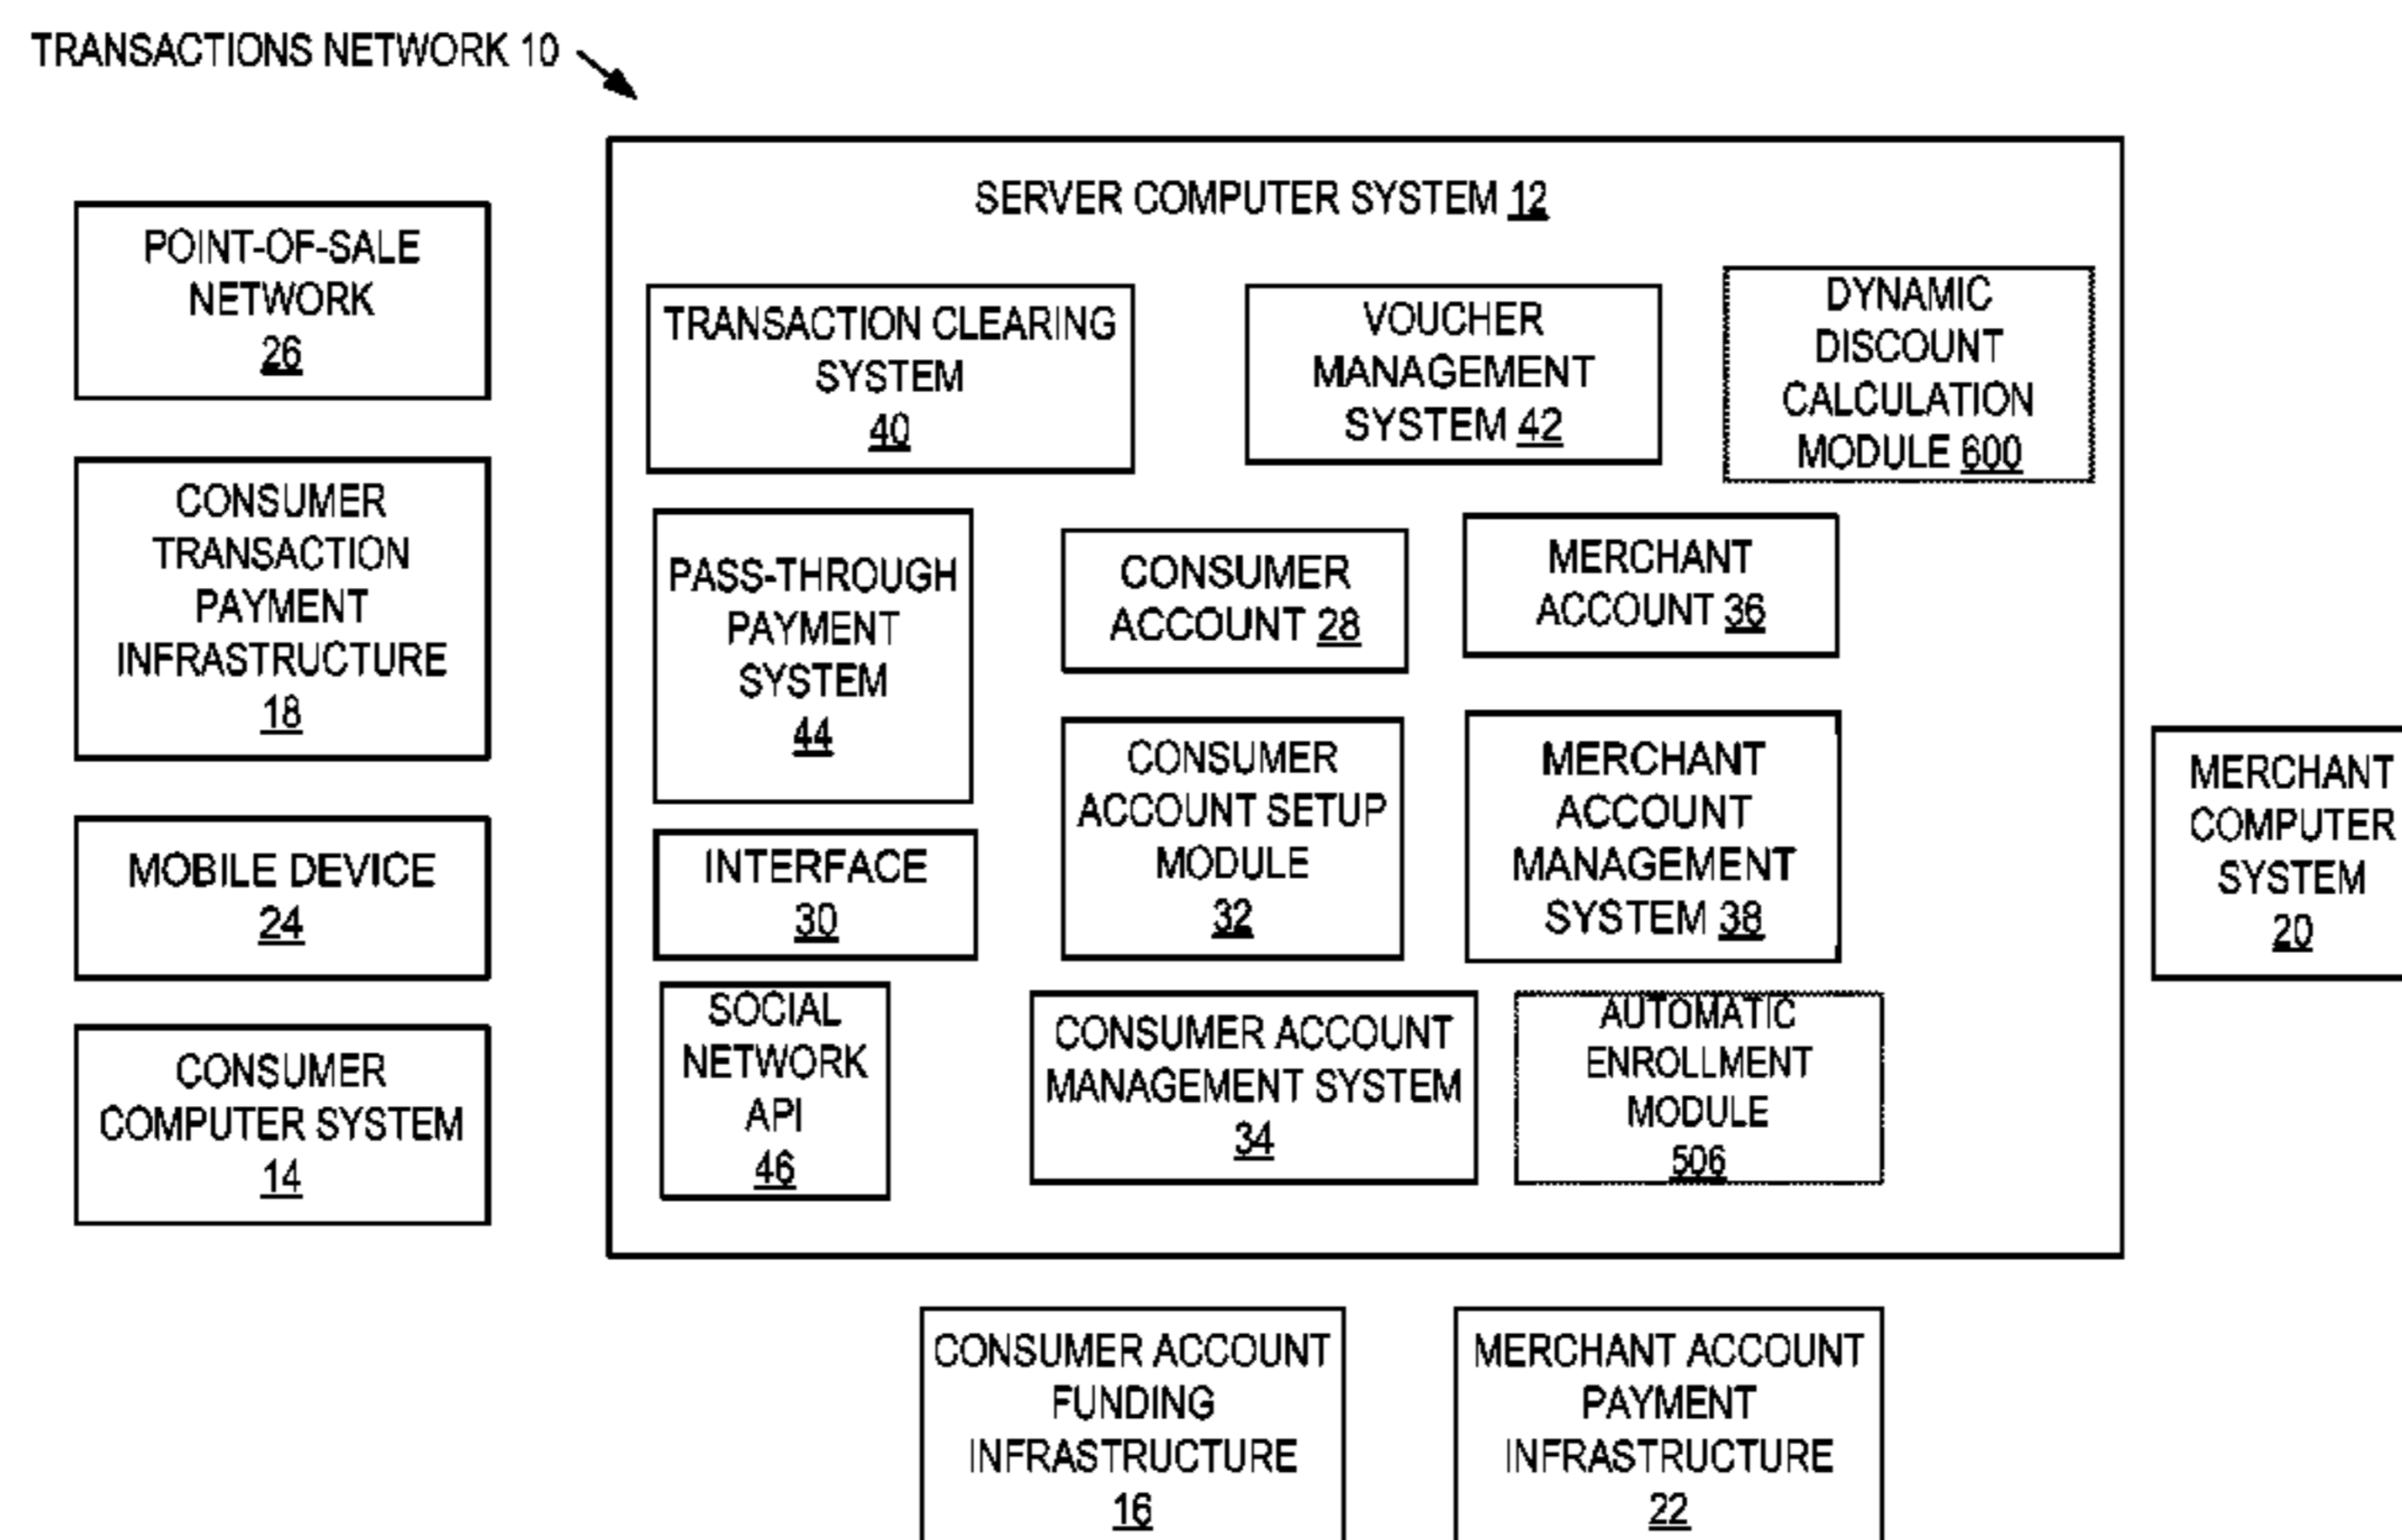 TRANSACTIONS NETWORK 10
SERVER COMPUTER SYSTEM 12
POINT-OF-SALE
NETWORK
26
CONSUMER
TRANSACTION
PAYMENT
INFRASTRUCTURE
18
MOBILE DEVICE
24
CONSUMER
COMPUTER SYSTEM
14
TRANSACTION CLEARING
SYSTEM
40
VOUCHER
MANAGEMENT
SYSTEM 42
DYNAMIC
DISCOUNT
CALCULATION
MODULE 600
PASS-THROUGH
PAYMENT
SYSTEM
44
CONSUMER
ACCOUNT 28
MERCHANT
ACCOUNT 36
INTERFACE
30
CONSUMER
ACCOUNT SETUP
MODULE
32
MERCHANT
ACCOUNT
MANAGEMENT
SYSTEM 38
SOCIAL
NETWORK
API
46
CONSUMER ACCOUNT
MANAGEMENT SYSTEM
34
AUTOMATIC
ENROLLMENT
MODULE
506
MERCHANT
COMPUTER
SYSTEM
20
CONSUMER ACCOUNT
FUNDING
INFRASTRUCTURE
16
MERCHANT ACCOUNT
PAYMENT
INFRASTRUCTURE
22